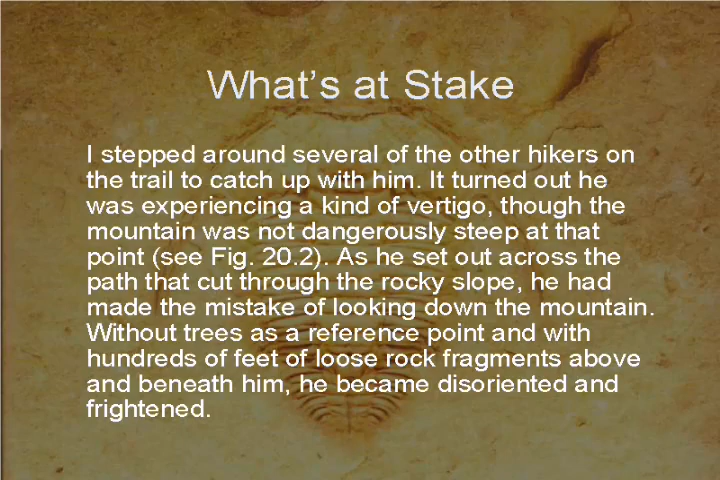 What’s at Stake
I stepped around several of the other hikers on
the trail to catch up with him. It turned out he
was experiencing a kind of vertigo, though the
mountain was not dangerously steep at that
point (see Fig. 20.2). As he set out across the
path that cut through the rocky slope, he had
made the mistake of looking down the mountain.
Without trees as a reference point and with
hundreds of feet of loose rock fragments above
and beneath him, he became disoriented and
frightened.